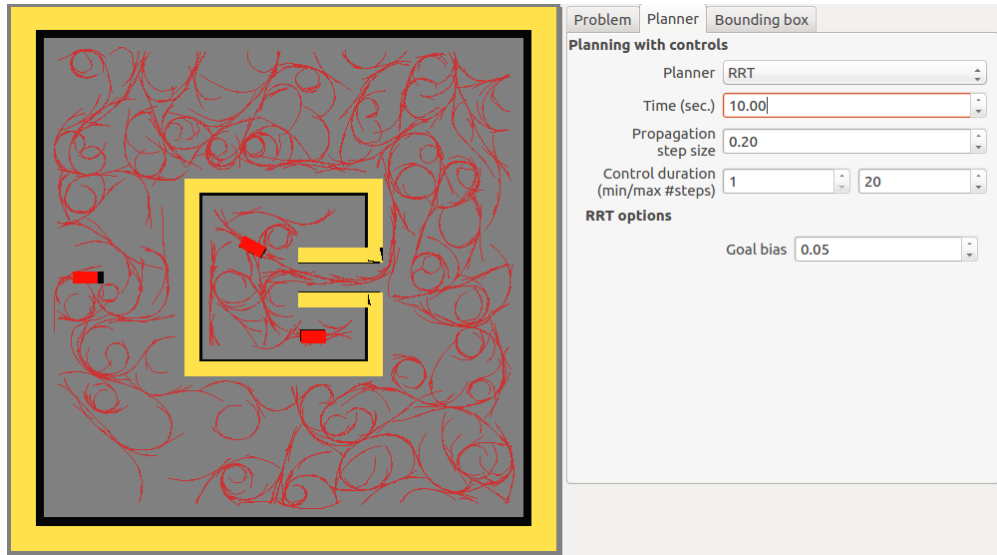 Problem Planner Bounding box
Planning with controls
Planner RRT
Time (sec.) 10.00
Propagation
step size 0.20
Control duration
(min/max #steps) 1 20
RRT options
Goal bias 0.05